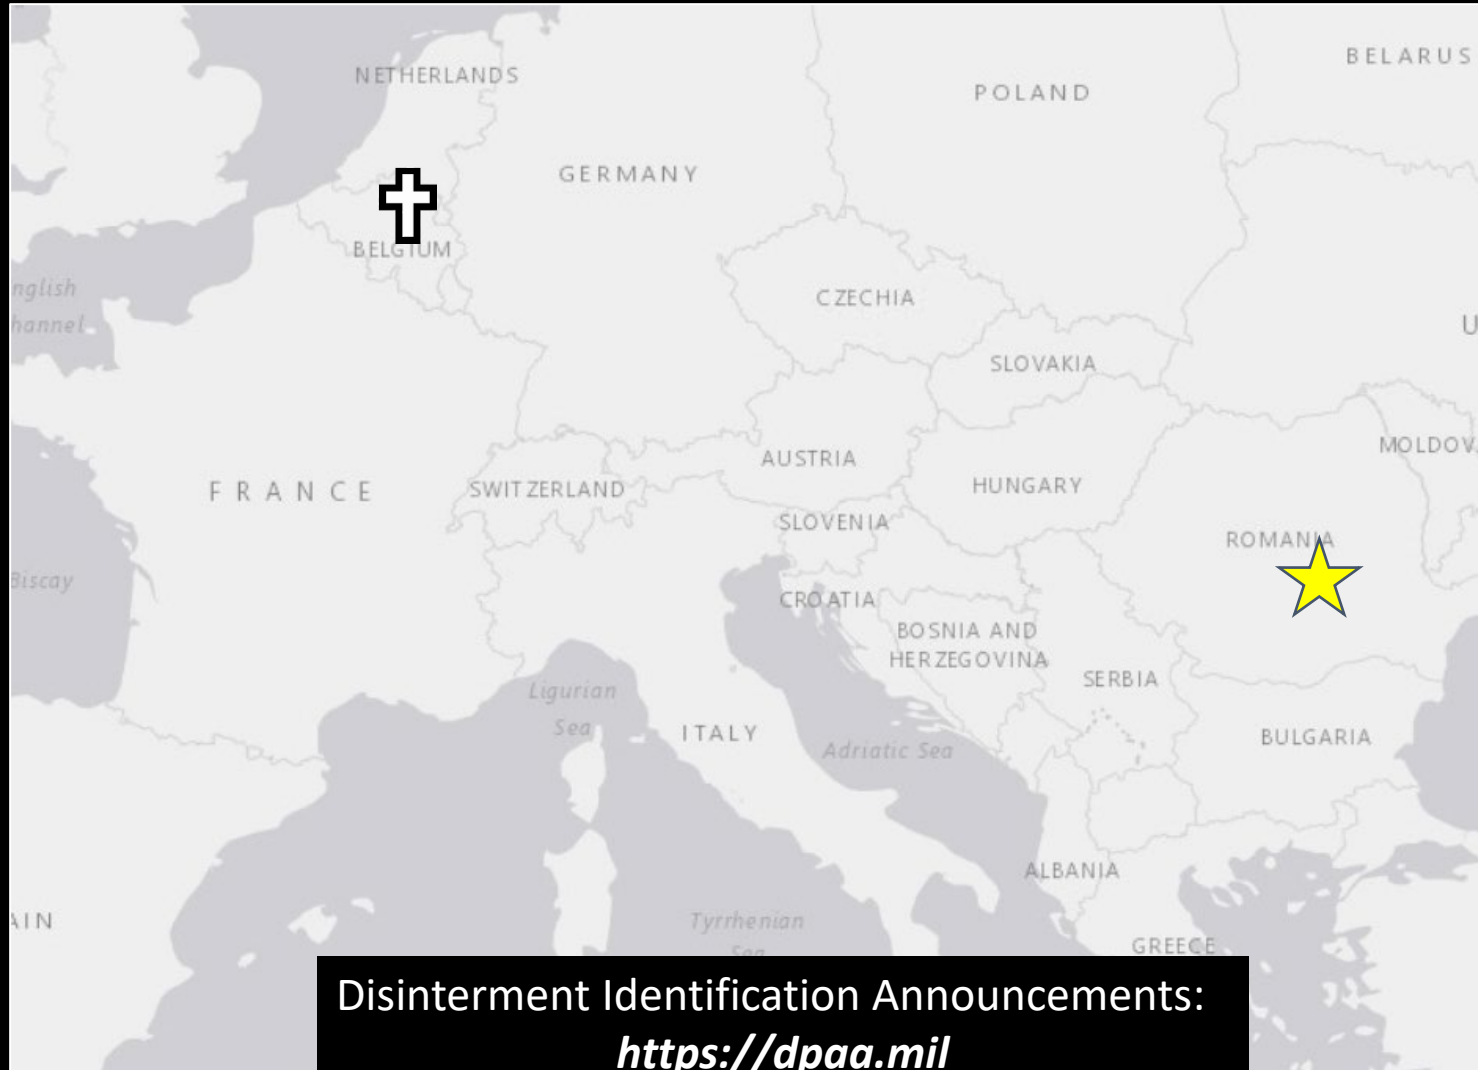 BELARUS
NETHERLANDS
POLAND
GERMANY
BELGIUM
nglish
hannel
CZECHIA
U
SLOVAKIA
MOLDOV
AUSTRIA
FRANCE
SWITZERLAND
HUNGARY
SLOVENIA
ROMANIA
Biscay
CROATIA
BOSNIA AND
HERZEGOVINA
SERBIA
Ligurian
Sea
ITALY
BULGARIA
Adriatic Sea
ALBANIA
AIN
Tyrrhenian
Sea
GREECE
Disinterment Identification Announcements:
https://dpaa.mil